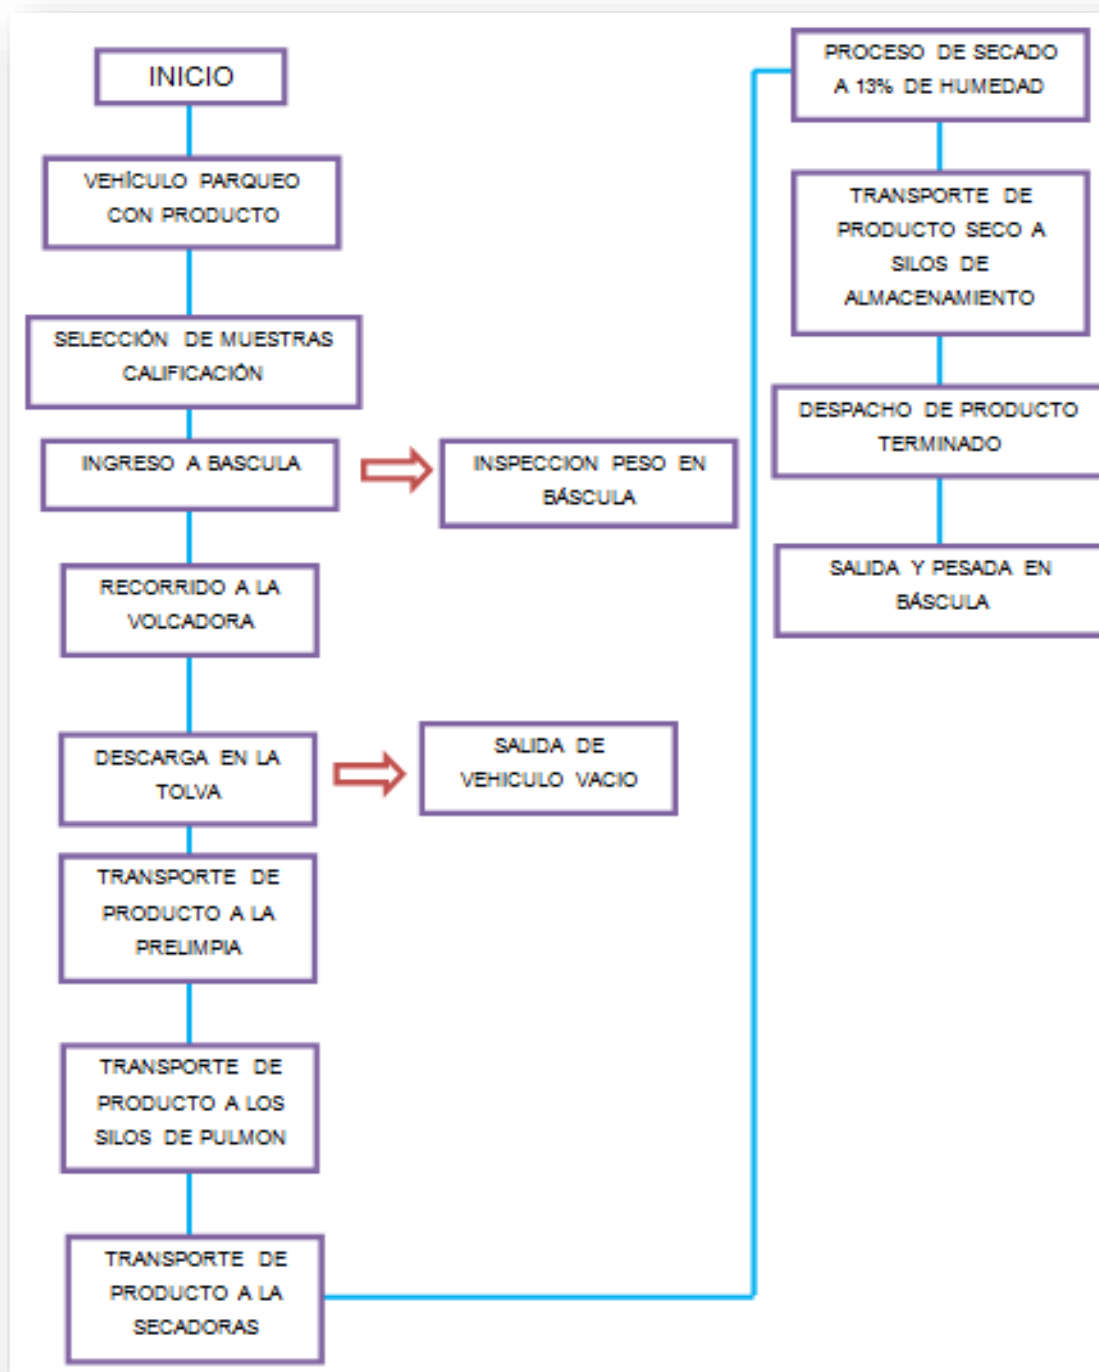 INICIO
VEHÍCULO PARQUEO
CON PRODUCTO
SELECCIÓN DE MUESTRAS
CALIFICACIÓN
INGRESO A BASCULA
INSPECCION PESO EN
BÁSCULA
RECORRIDO A LA
VOLCADORA
DESCARGA EN LA
TOLVA
SALIDA DE
VEHICULO VACIO
TRANSPORTE DE
PRODUCTO A LA
PRELIMPIA
TRANSPORTE DE
PRODUCTO A LOS
SILOS DE PULMON
TRANSPORTE DE
PRODUCTO A LA
SECADORAS
PROCESO DE SECADO
A 13% DE HUMEDAD
TRANSPORTE DE
PRODUCTO SECO A
SILOS DE
ALMACENAMIENTO
DESPACHO DE PRODUCTO
TERMINADO
SALIDA Y PESADA EN
BÁSCULA